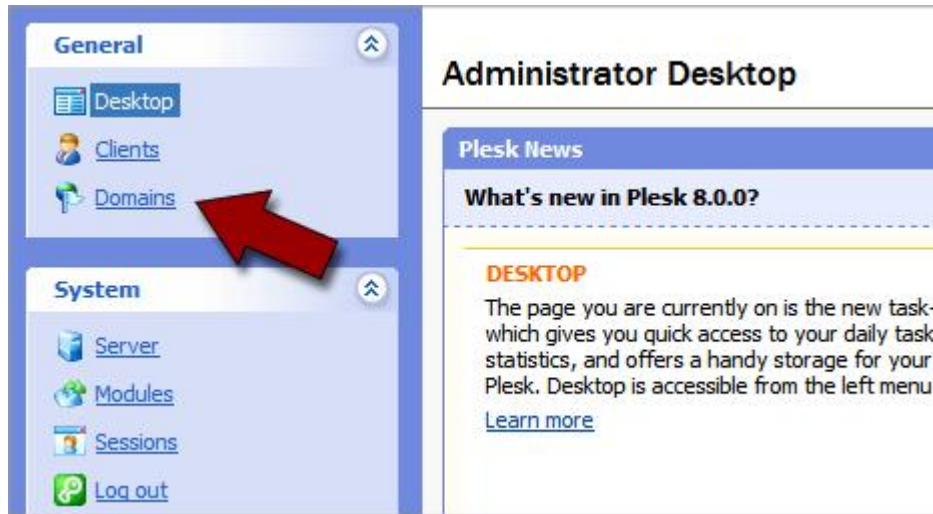 General
Desktop
Clients
Domains
System
Server
Modules
Sessions
Log out
Administrator Desktop
Plesk News
What's new in Plesk 8.0.0?
DESKTOP
The page you are currently on is the new task-
which gives you quick access to your daily task
statistics, and offers a handy storage for your
Plesk. Desktop is accessible from the left menu
Learn more